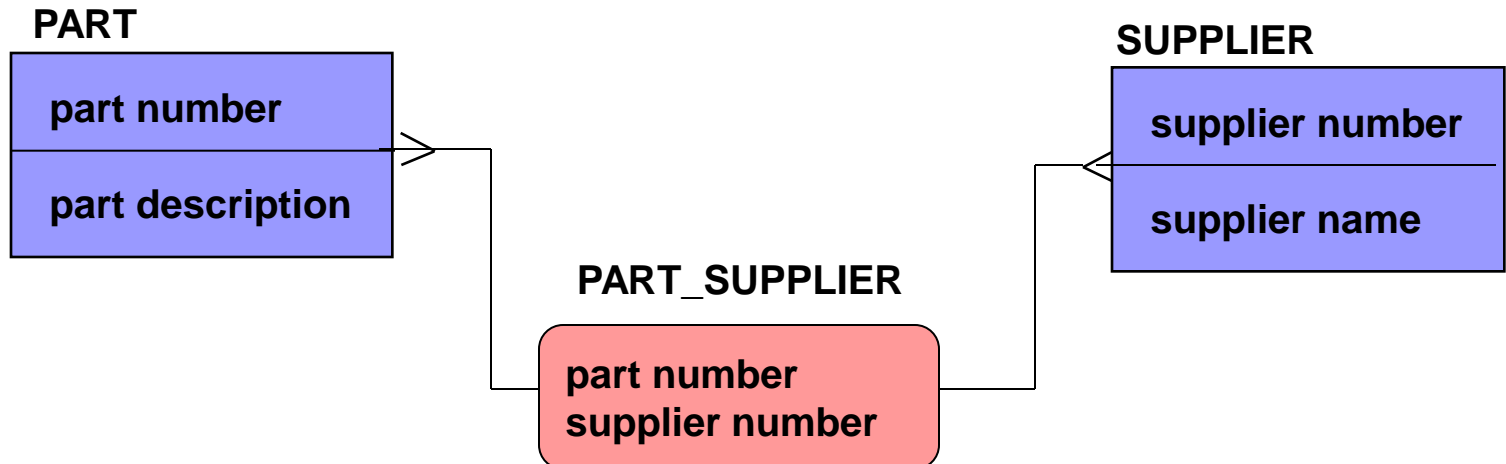 PART
part number
part description
SUPPLIER
supplier number
supplier name
PART_SUPPLIER
part number
supplier number